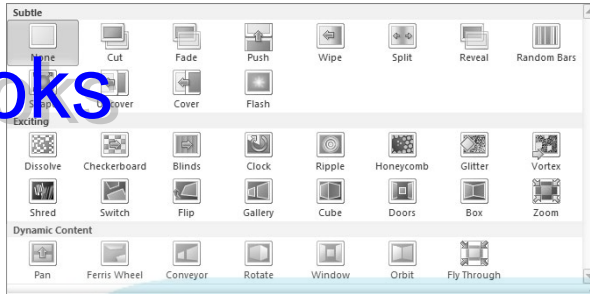 Subtle
None Cut Fade Push Wipe Split Reveal Random Bars
oks
Shape Uncover Cover Flash
Exciting
Dissolve Checkerboard Blinds Clock Ripple Honeycomb Glitter Vortex
Shred Switch Flip Gallery Cube Doors Box Zoom
Dynamic Content
Pan Ferris Wheel Conveyor Rotate Window Orbit Fly Through